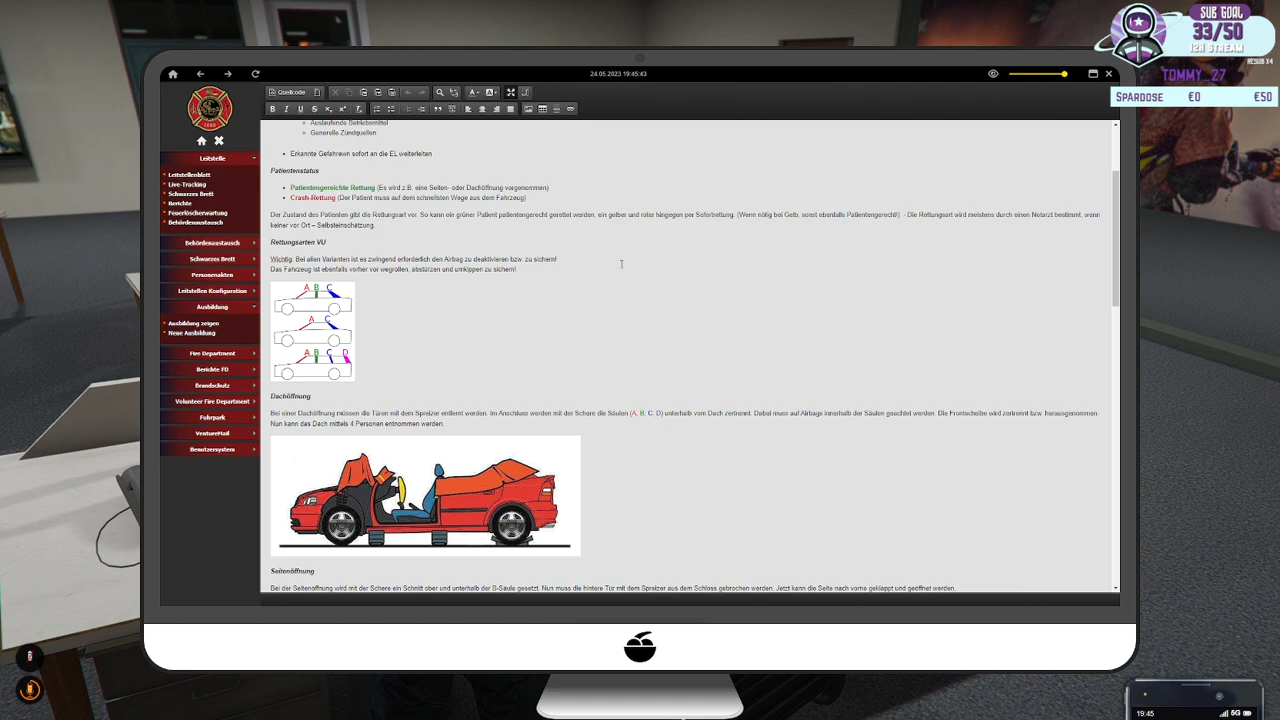 SUB GOAL
33/50
12H STREAM
RESUB X4
TOMMY_27
SPARDOSE €0 €50
24.05.2023 19:45:43
Quellcode
Leitstelle
Leitstellenblatt
Live-Tracking
Schwarzes Brett
Berichte
Feuerlöscherwartung
Behördenaustausch
Behördenaustausch
Schwarzes Brett
Personenakten
Leitstellen Konfiguration
Ausbildung
Ausbildung zeigen
Neue Ausbildung
Fire Department
Berichte FD
Brandschutz
Volunteer Fire Department
Fuhrpark
VentureMail
Benutzersystem
Auslaufende Betriebsmittel
Generelle Zündquellen
Erkannte Gefahrewn sofort an die EL weiterleiten
Patientenstatus
Patientengereichte Rettung (Es wird z.B. eine Seiten- oder Dachöffnung vorgenommen)
Crash-Rettung (Der Patient muss auf dem schnellsten Wege aus dem Fahrzeug)
Der Zustand des Patienten gibt die Rettungsart vor. So kann ein grüner Patient patientengerecht gerettet werden, ein gelber und roter hingegen per Sofortrettung. (Wenn nötig bei Gelb, sonst ebenfalls Patientengerecht!) - Die Rettungsart wird meistens durch einen Notarzt bestimmt, wenn
keiner vor Ort – Selbsteinschätzung.
Rettungsarten VU
Wichtig: Bei allen Varianten ist es zwingend erforderlich den Airbag zu deaktivieren bzw. zu sichern!
Das Fahrzeug ist ebenfalls vorher vor wegrollen, abstürzen und umkippen zu sichern!
A B C
A C
A B C D
Dachöffnung
Bei einer Dachöffnung müssen die Türen mit dem Spreizer entfernt werden. Im Anschluss werden mit der Schere die Säulen (A, B, C, D) unterhalb vom Dach zertrennt. Dabei muss auf Airbags innerhalb der Säulen geachtet werden. Die Frontscheibe wird zertrennt bzw. herausgenommen.
Nun kann das Dach mittels 4 Personen entnommen werden.
Seitenöffnung
Bei der Seitenöffnung wird mit der Schere ein Schnitt ober und unterhalb der B-Säule gesetzt. Nun muss die hintere Tür mit dem Spreizer aus dem Schloss gebrochen werden. Jetzt kann die Seite nach vorne geklappt und geöffnet werden.
19:45
5G